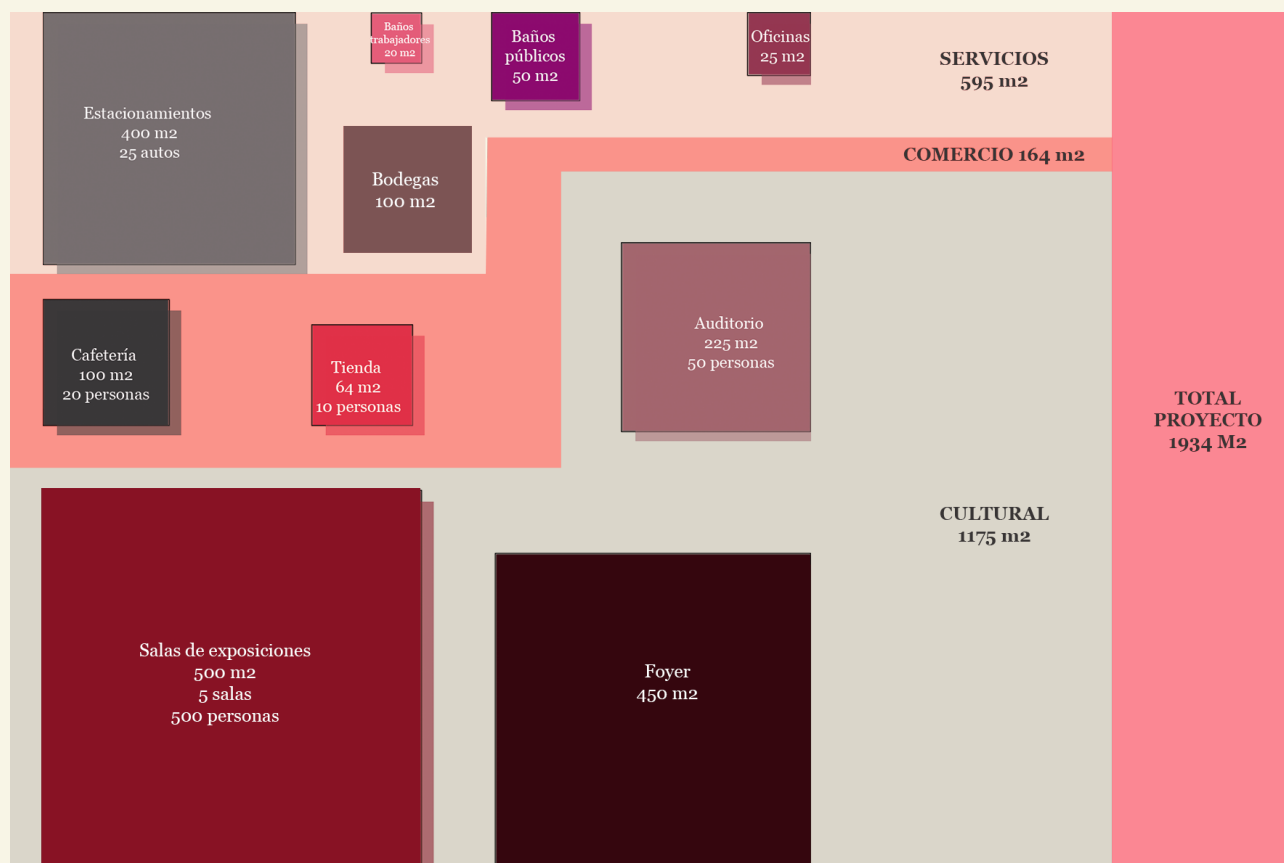 Estacionamientos
400 m2
25 autos
Baños
trabajadores
20 m2
Baños
públicos
50 m2
Oficinas
25 m2
SERVICIOS
595 m2
Bodegas
100 m2
COMERCIO 164 m2
Cafetería
100 m2
20 personas
Tienda
64 m2
10 personas
Auditorio
225 m2
50 personas
TOTAL
PROYECTO
1934 M2
CULTURAL
1175 m2
Salas de exposiciones
500 m2
5 salas
500 personas
Foyer
450 m2